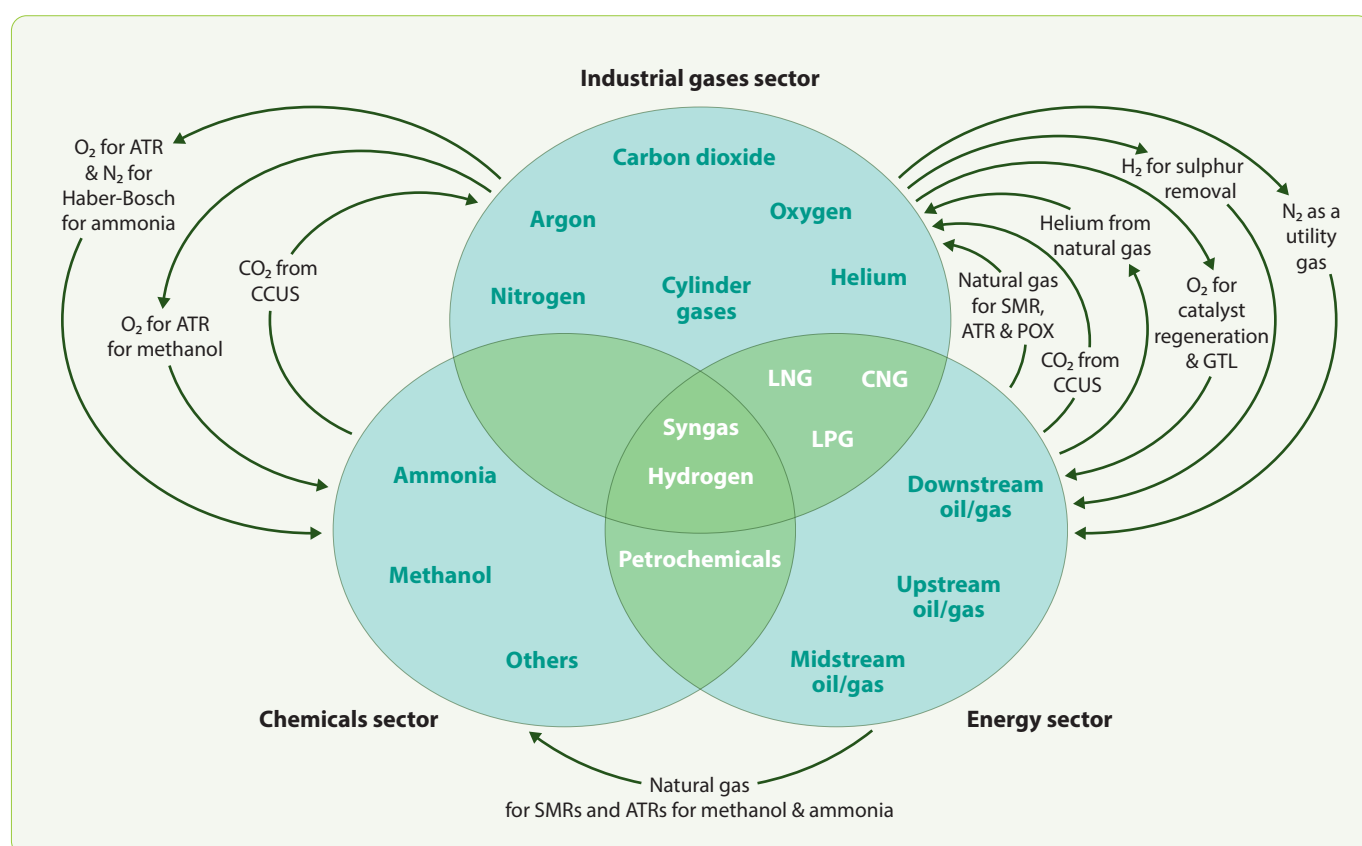 Industrial gases sector
Carbon dioxide
Argon
Oxygen
Nitrogen
Cylinder
gases
Helium
O₂ for ATR
& N₂ for
Haber-Bosch
for ammonia
CO₂ from
CCUS
O₂ for ATR
for methanol
H₂ for sulphur
removal
N₂ as a
utility
gas
Helium from
natural gas
Natural gas
for SMR,
ATR & POX
O₂ for
catalyst
regeneration
& GTL
CO₂ from
CCUS
LNG
CNG
LPG
Syngas
Hydrogen
Petrochemicals
Ammonia
Methanol
Others
Downstream
oil/gas
Upstream
oil/gas
Midstream
oil/gas
Chemicals sector
Energy sector
Natural gas
for SMRs and ATRs for methanol & ammonia